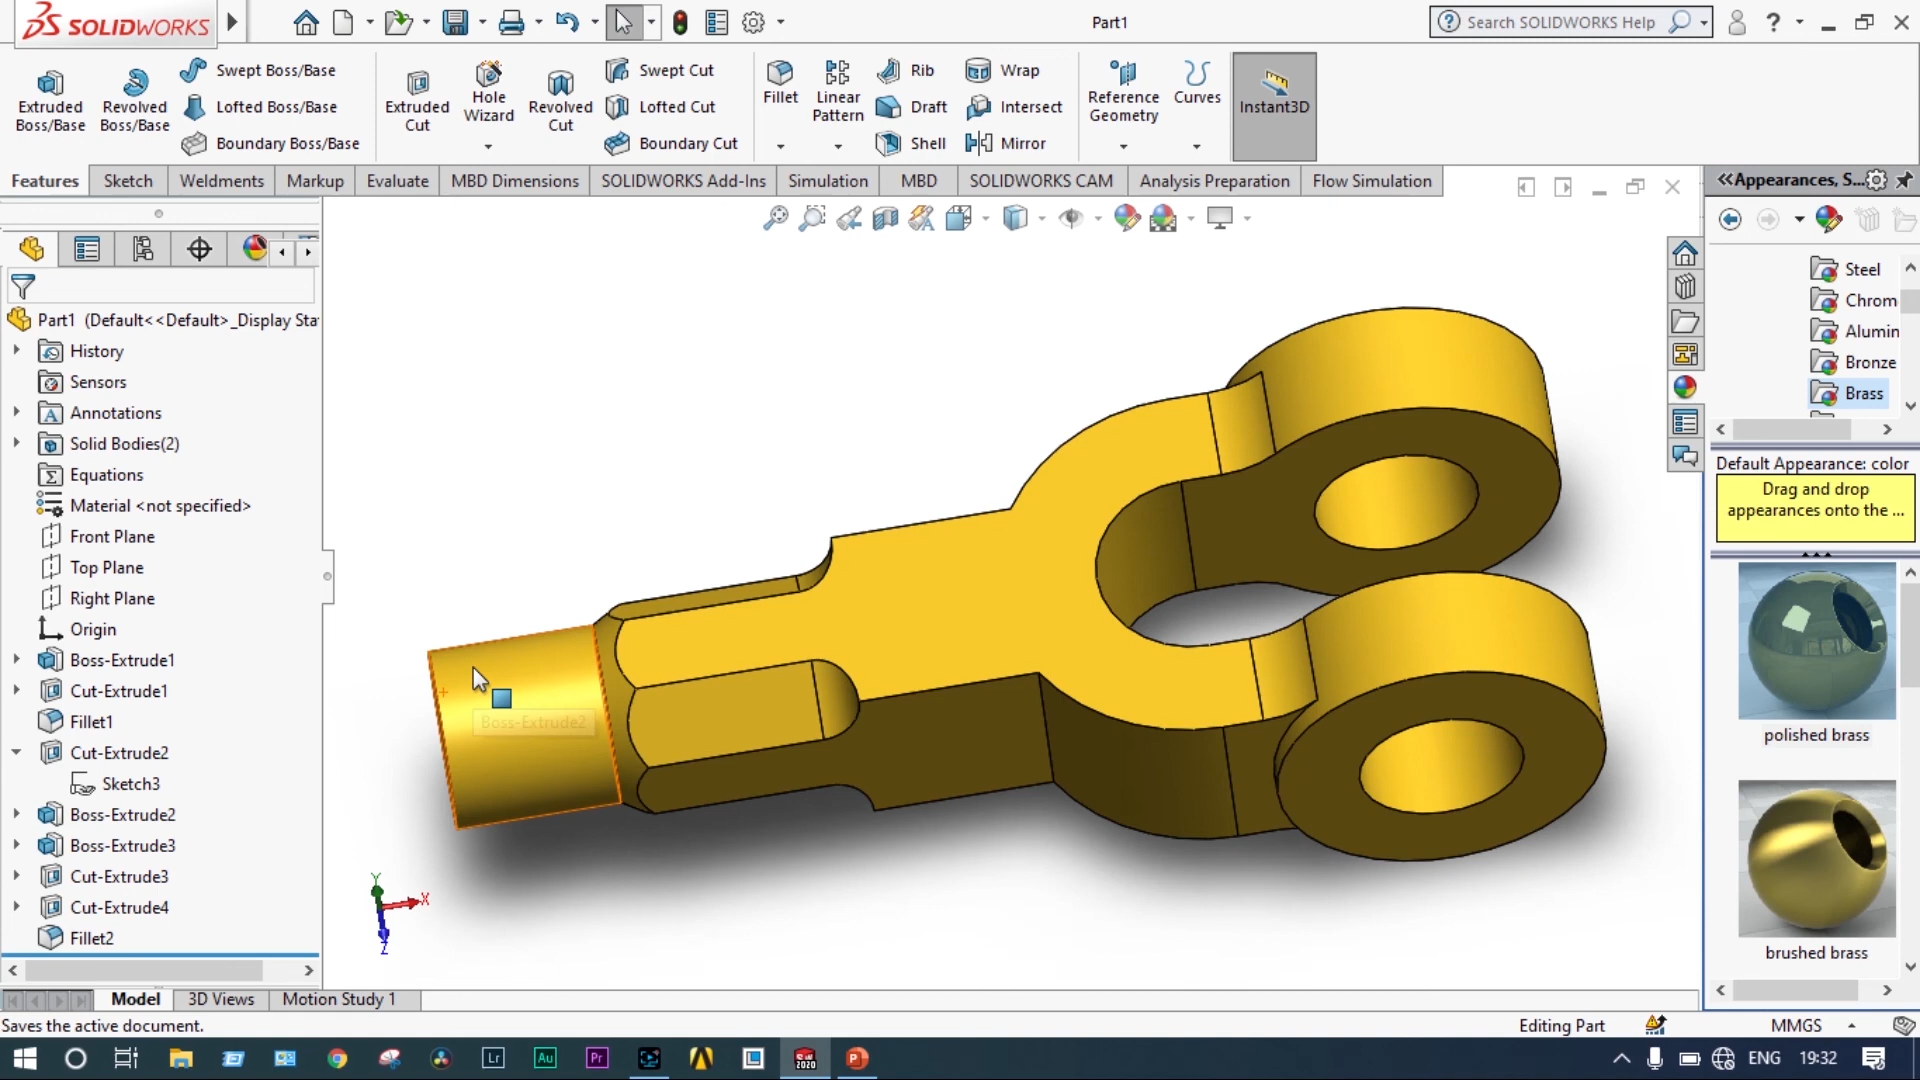 SOLIDWORKS
Part1
Search SOLIDWORKS Help
Extruded Boss/Base
Revolved Boss/Base
Swept Boss/Base
Lofted Boss/Base
Boundary Boss/Base
Extruded Cut
Hole Wizard
Revolved Cut
Swept Cut
Lofted Cut
Boundary Cut
Fillet
Linear Pattern
Rib
Draft
Shell
Wrap
Intersect
Mirror
Reference Geometry
Curves
Instant3D
Features
Sketch
Weldments
Markup
Evaluate
MBD Dimensions
SOLIDWORKS Add-Ins
Simulation
MBD
SOLIDWORKS CAM
Analysis Preparation
Flow Simulation
Appearances, S...
Part1 (Default<<Default>_Display Sta
History
Sensors
Annotations
Solid Bodies(2)
Equations
Material <not specified>
Front Plane
Top Plane
Right Plane
Origin
Boss-Extrude1
Cut-Extrude1
Fillet1
Cut-Extrude2
Sketch3
Boss-Extrude2
Boss-Extrude3
Cut-Extrude3
Cut-Extrude4
Fillet2
Boss-Extrude2
Y
X
Z
Steel
Chrom
Alumin
Bronze
Brass
Default Appearance: color
Drag and drop
appearances onto the ...
polished brass
brushed brass
Model
3D Views
Motion Study 1
Saves the active document.
Editing Part
MMGS
Lr
Au
Pr
SW 2020
P
ENG
19:32